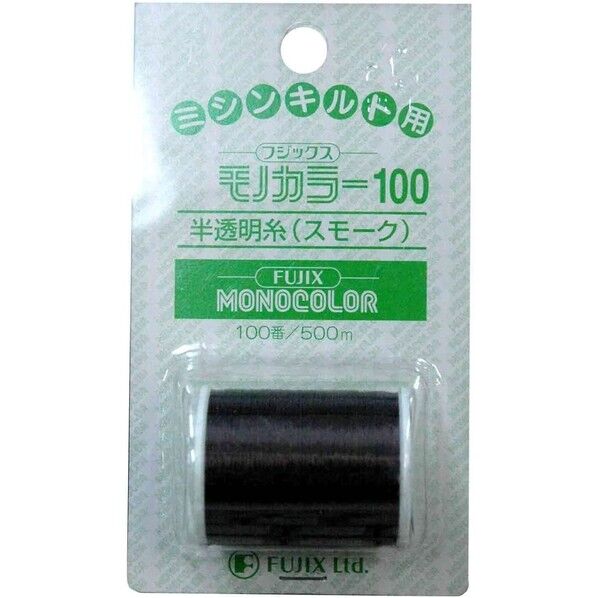 ミシンキルト用
フジックス
モノカラー100
半透明糸(スモーク)
FUJIX
MONOCOLOR
100番/500m
FUJIX Ltd.